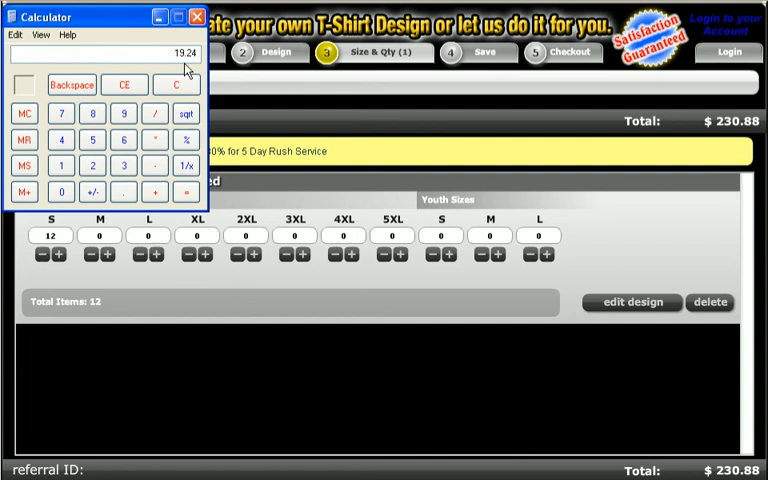 Calculator
Edit View Help
19.24
Backspace CE C
MC 7 8 9 / sqrt
MR 4 5 6 * %
MS 1 2 3 - 1/x
M+ 0 +/- . + =
ate your own T-Shirt Design or let us do it for you.
Satisfaction
Guaranteed
Login to your
Account
2 Design 3 Size & Qty (1) 4 Save 5 Checkout Login
Total: $ 230.88
0% for 5 Day Rush Service
ed
Youth Sizes
S M L XL 2XL 3XL 4XL 5XL S M L
12 0 0 0 0 0 0 0 0 0 0
Total Items: 12 edit design delete
referral ID: Total: $ 230.88